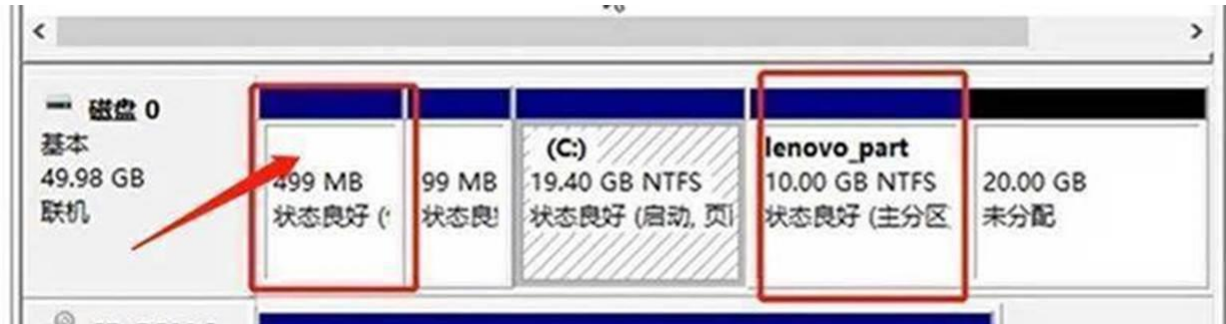 磁盘 0
基本
49.98 GB
联机
499 MB
状态良好 (
99 MB
状态良
(C:)
19.40 GB NTFS
状态良好 (启动, 页
lenovo_part
10.00 GB NTFS
状态良好 (主分区
20.00 GB
未分配